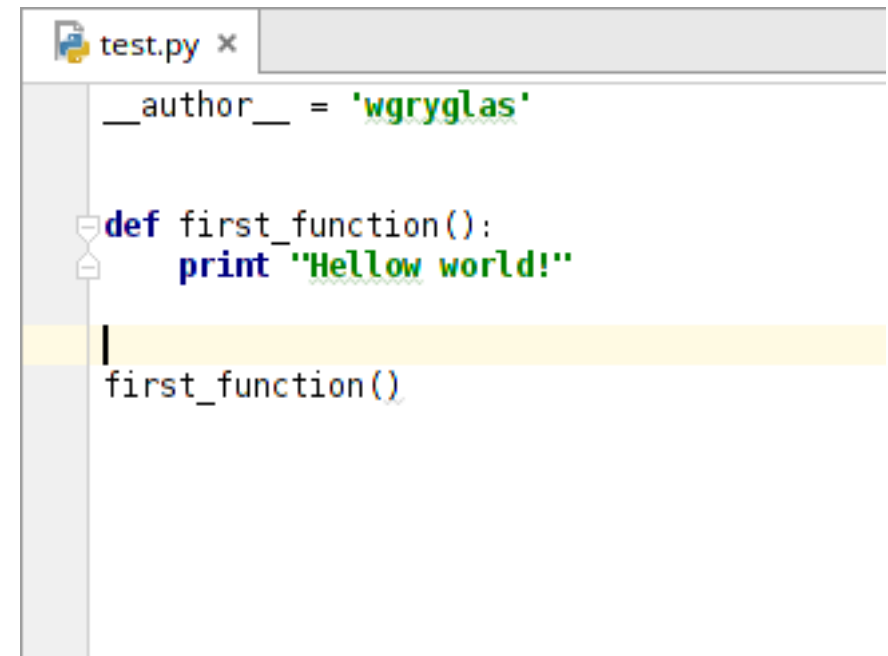 test.py ×
__author__ = 'wgryglas'
def first_function():
    print "Hellow world!"
first_function()